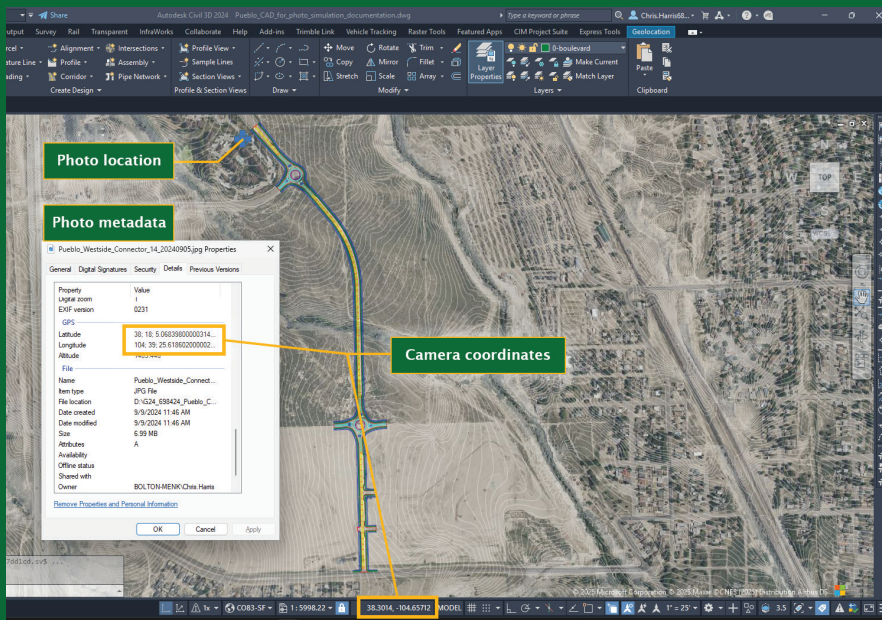 Share
Autodesk Civil 3D 2024 Pueblo_CAD_for_photo_simulation_documentation.dwg
Type a keyword or phrase
Chris.Harris68...
Survey Rail Transparent InfraWorks Collaborate Help Add-ins Trimble Link Vehicle Tracking Raster Tools Featured Apps CIM Project Suite Express Tools Geolocation
Alignment Intersections Profile View Move Rotate Trim 0-boulevard
Profile Assembly Sample Lines Copy Mirror Fillet Make Current
Corridor Pipe Network Section Views Stretch Scale Array Layer Properties Match Layer Paste
Create Design Profile & Section Views Draw Modify Layers Clipboard
Photo location
N
W TOP E
S
Photo metadata
Pueblo_Westside_Connector_14_20240905.jpg Properties
General Digital Signatures Security Details Previous Versions
Property Value
Digital zoom
EXIF version 0231
GPS
Latitude 38; 18; 5.06839800000314...
Longitude 104; 39; 25.618602000002...
Altitude
File
Name Pueblo_Westside_Connect...
Item type JPG File
File location D:\G24_698424_Pueblo_C...
Date created 9/9/2024 11:46 AM
Date modified 9/9/2024 11:46 AM
Size 6.99 MB
Attributes A
Availability
Offline status
Shared with
Owner BOLTON-MENK\Chris.Harris
Remove Properties and Personal Information
OK Cancel Apply
Camera coordinates
© 2025 Microsoft Corporation © 2025 Maxar © CNES (2025) Distribution Airbus DS
1x CO83-SF 1:5998.22 38.3014, -104.65712 MODEL 1" = 25' 3.5